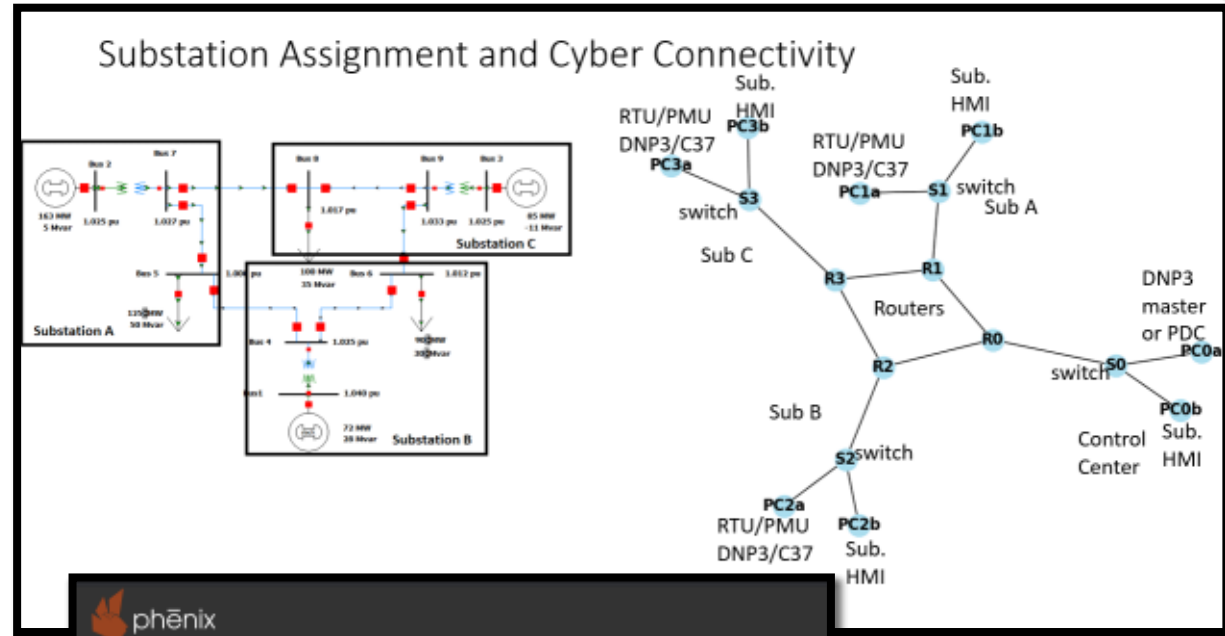 Substation Assignment and Cyber Connectivity
Bus 2
Bus 7
163 MW
5 Mvar
1.025 pu
1.027 pu
Bus 5
50 Mvar
Substation A
Bus 8
Bus 9
Bus 3
1.017 pu
1.033 pu
1.025 pu
85 MW
-11 Mvar
Substation C
100 MW
35 Mvar
Bus 6
1.012 pu
Bus 4
1.025 pu
Bus1
1.040 pu
72 MW
28 Mvar
Substation B
RTU/PMU
DNP3/C37
PC3a
Sub.
HMI
PC3b
S3
switch
Sub C
RTU/PMU
DNP3/C37
PC1a
Sub.
HMI
PC1b
S1
switch
Sub A
R3
R1
Routers
R0
R2
DNP3
master
or PDC
PC0a
S0
switch
PC0b
Sub.
HMI
Control
Center
Sub B
S2
switch
PC2a
RTU/PMU
DNP3/C37
PC2b
Sub.
HMI
phēnix